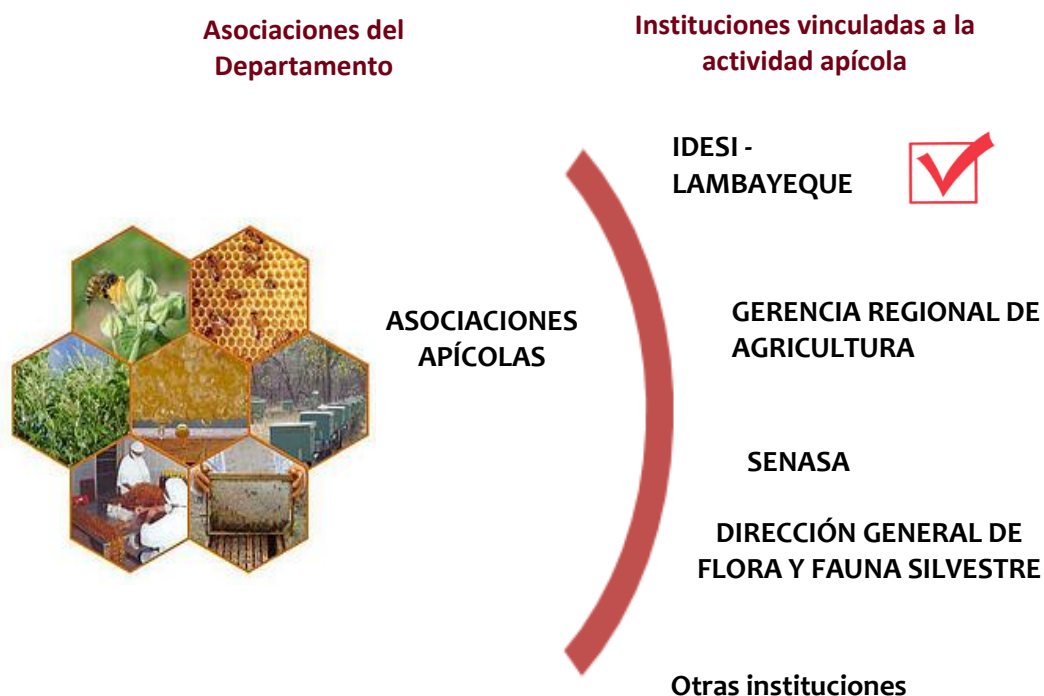 Asociaciones del
Departamento
Instituciones vinculadas a la
actividad apícola
IDESI -
LAMBAYEQUE
ASOCIACIONES
APÍCOLAS
GERENCIA REGIONAL DE
AGRICULTURA
SENASA
DIRECCIÓN GENERAL DE
FLORA Y FAUNA SILVESTRE
Otras instituciones